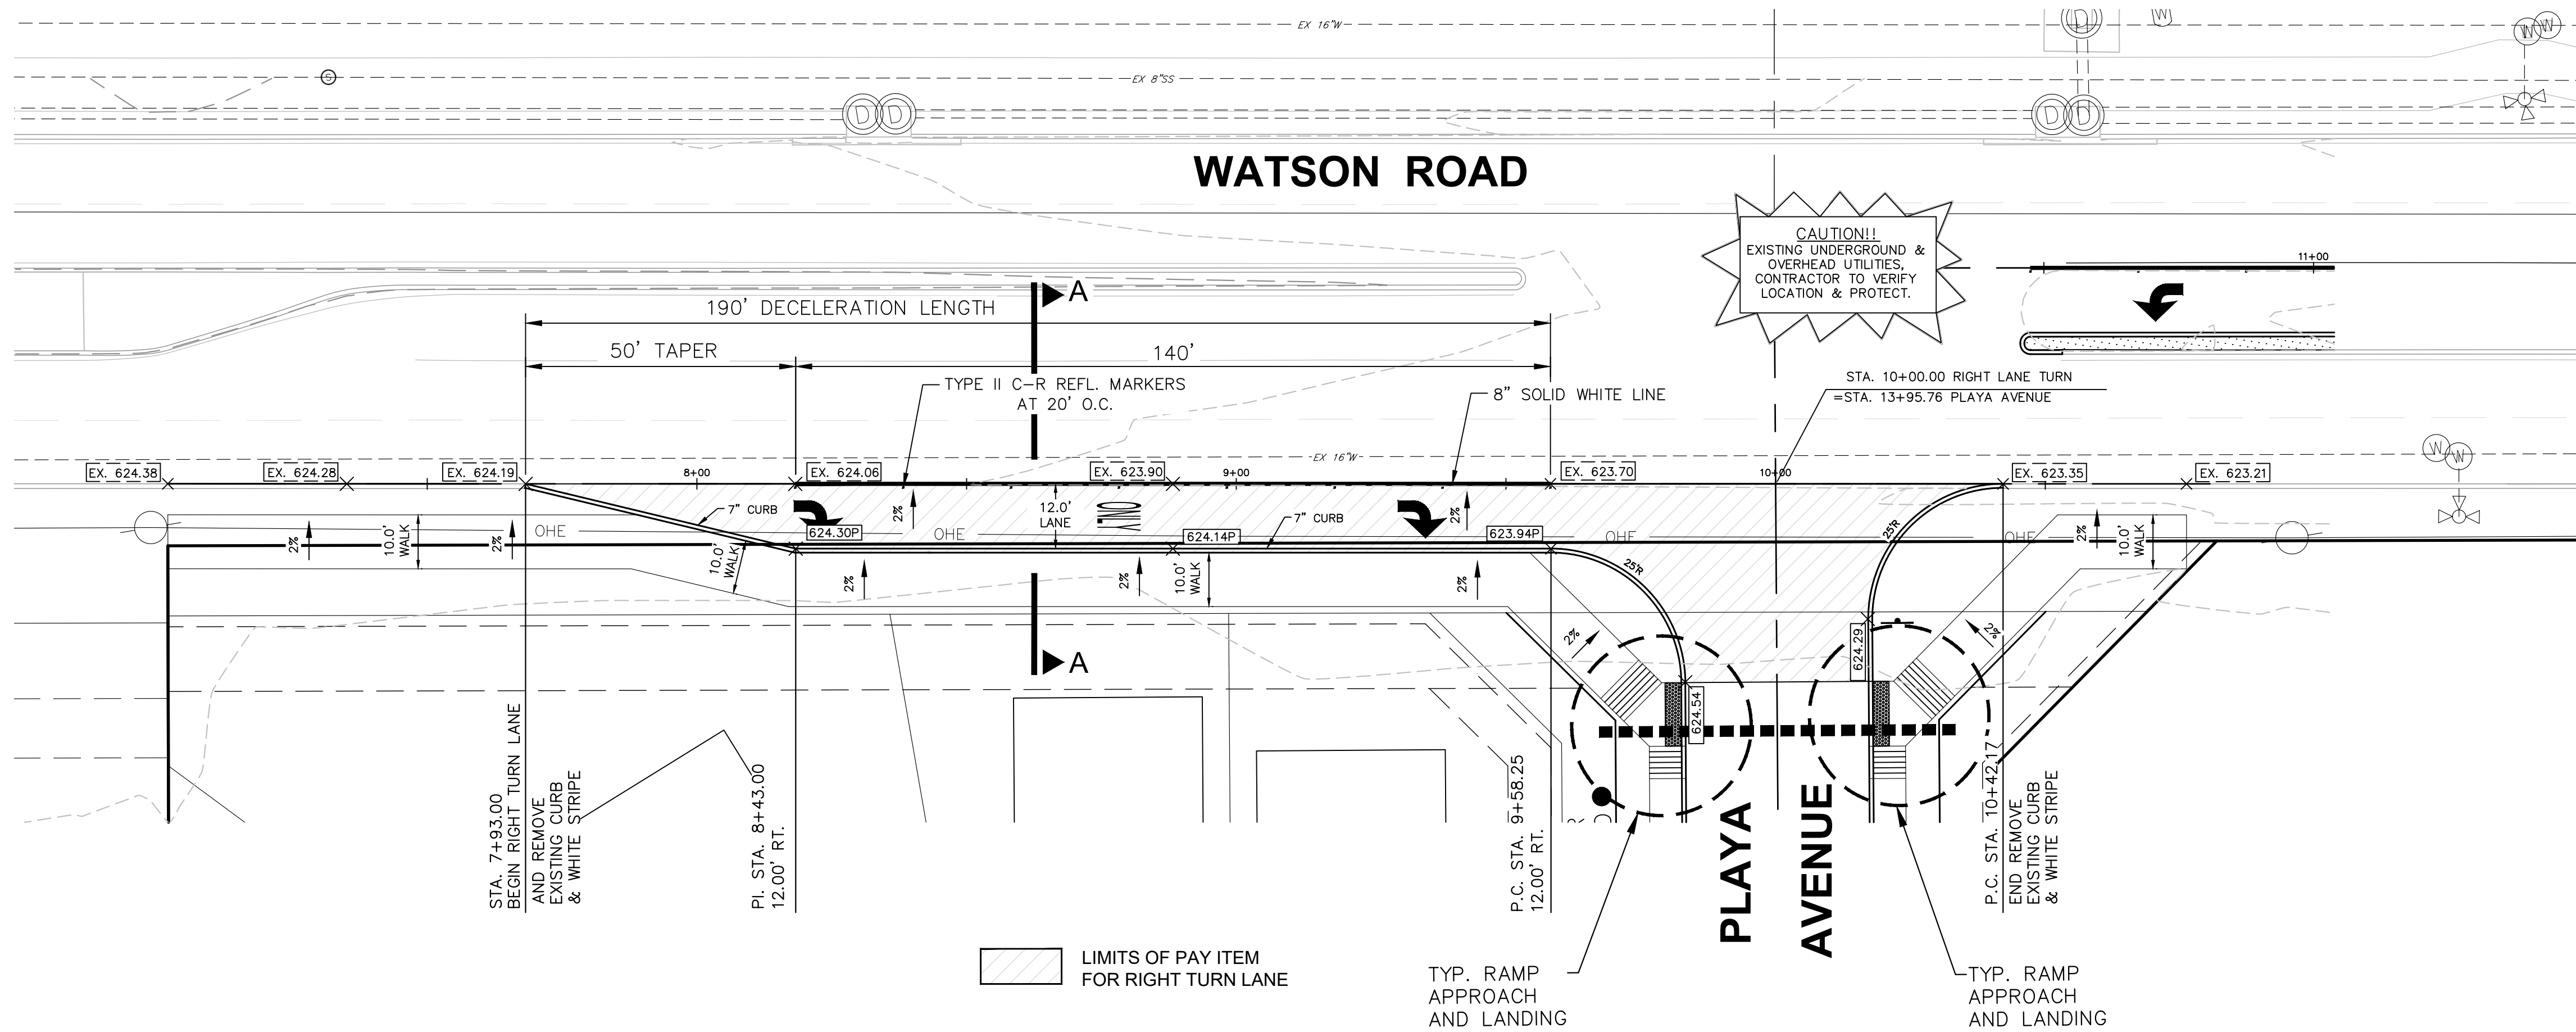 EX 16"W
W
D
W
W
EX 8"SS
S
D
D
D
D
WATSON ROAD
CAUTION!!
EXISTING UNDERGROUND &
OVERHEAD UTILITIES,
CONTRACTOR TO VERIFY
LOCATION & PROTECT.
11+00
A
190' DECELERATION LENGTH
50' TAPER
140'
TYPE II C-R REFL. MARKERS
AT 20' O.C.
8" SOLID WHITE LINE
STA. 10+00.00 RIGHT LANE TURN
=STA. 13+95.76 PLAYA AVENUE
EX 16"W
W
W
EX. 624.38
EX. 624.28
EX. 624.19
8+00
EX. 624.06
EX. 623.90
9+00
EX. 623.70
10+00
EX. 623.35
EX. 623.21
7" CURB
12.0'
LANE
ONLY
7" CURB
2%
10.0'
WALK
2%
OHE
624.30P
2%
OHE
624.14P
2%
623.94P
OHE
25'R
25'R
OHE
2%
10.0'
WALK
10.0'
WALK
2%
2%
10.0'
WALK
2%
2%
2%
624.29
624.54
A
STA. 7+93.00
BEGIN RIGHT TURN LANE
AND REMOVE
EXISTING CURB
& WHITE STRIPE
PI. STA. 8+43.00
12.00' RT.
P.C. STA. 9+58.25
12.00' RT.
PLAYA
AVENUE
P.C. STA. 10+42.17
END REMOVE
EXISTING CURB
& WHITE STRIPE
LIMITS OF PAY ITEM
FOR RIGHT TURN LANE
TYP. RAMP
APPROACH
AND LANDING
TYP. RAMP
APPROACH
AND LANDING